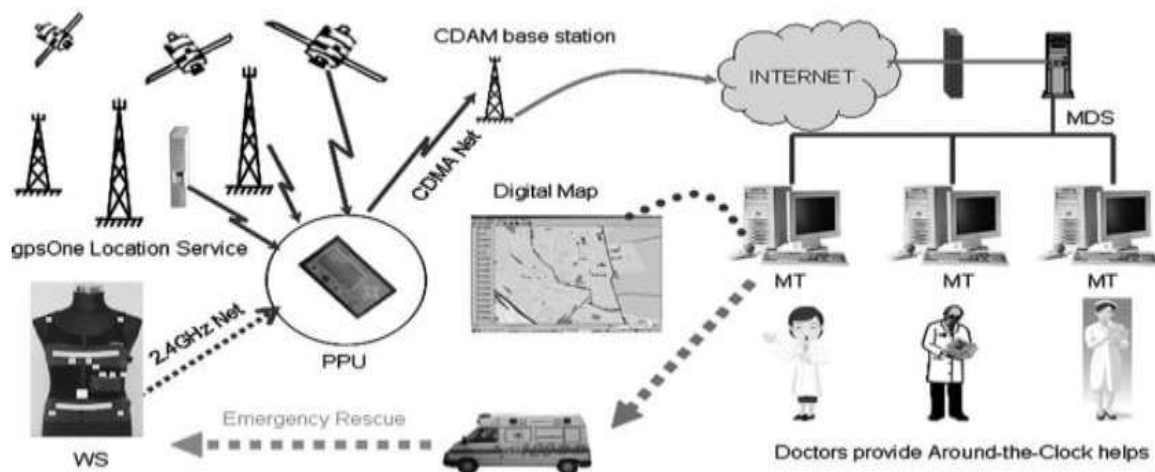 CDAM base station
INTERNET
MDS
CDMA Net
Digital Map
gpsOne Location Service
MT
MT
MT
2.4GHz Net
PPU
Emergency Rescue
WS
Doctors provide Around-the-Clock helps